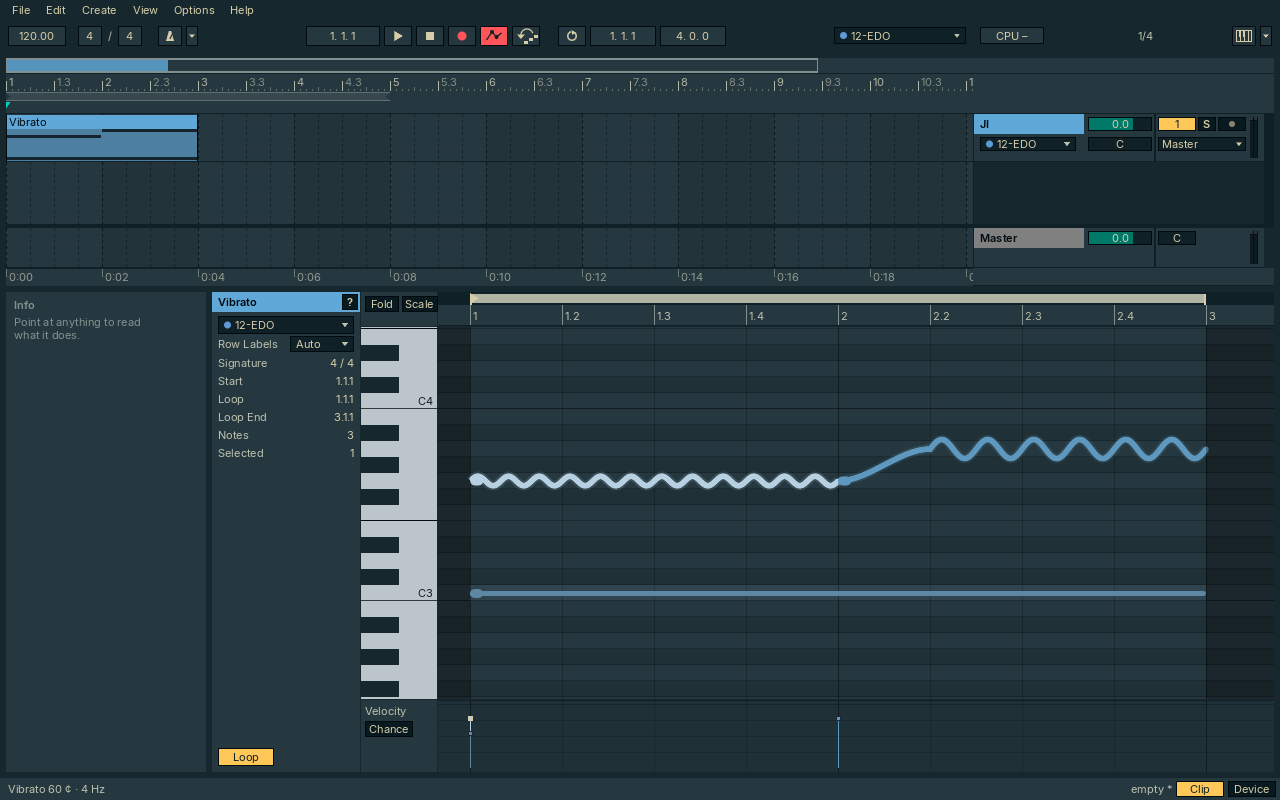 File Edit Create View Options Help
120.00 4 / 4 1. 1. 1 1. 1. 1 4. 0. 0 12-EDO CPU – 1/4
1 1.3 2 2.3 3 3.3 4 4.3 5 5.3 6 6.3 7 7.3 8 8.3 9 9.3 10 10.3 1
Vibrato JI 0.0 1 S
12-EDO C Master
Master 0.0 C
0:00 0:02 0:04 0:06 0:08 0:10 0:12 0:14 0:16 0:18
Info
Point at anything to read
what it does.
Vibrato ?
12-EDO
Row Labels Auto
Signature 4 / 4
Start 1.1.1
Loop 1.1.1
Loop End 3.1.1
Notes 3
Selected 1
Loop
Fold Scale
1 1.2 1.3 1.4 2 2.2 2.3 2.4 3
C4
C3
Velocity
Chance
Vibrato 60 ¢ · 4 Hz empty * Clip Device